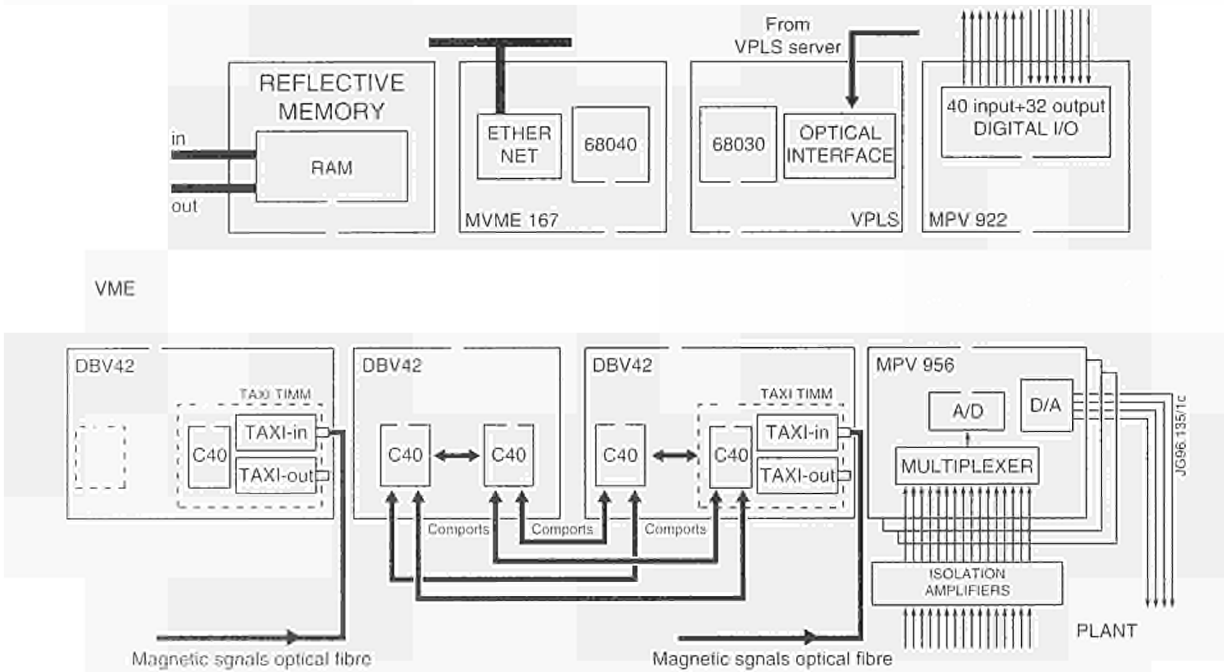 From
VPLS server
REFLECTIVE
MEMORY
in
RAM
out
ETHER
NET
68040
MVME 167
68030
OPTICAL
INTERFACE
VPLS
40 input+32 output
DIGITAL I/O
MPV 922
VME
DBV42
TAXI TIMM
C40
TAXI-in
TAXI-out
DBV42
C40
C40
DBV42
TAXI TIMM
C40
C40
TAXI-in
TAXI-out
Comports
Comports
Comports
MPV 956
A/D
D/A
MULTIPLEXER
ISOLATION
AMPLIFIERS
PLANT
JG96.135/1c
Magnetic sgnals optical fibre
Magnetic sgnals optical fibre